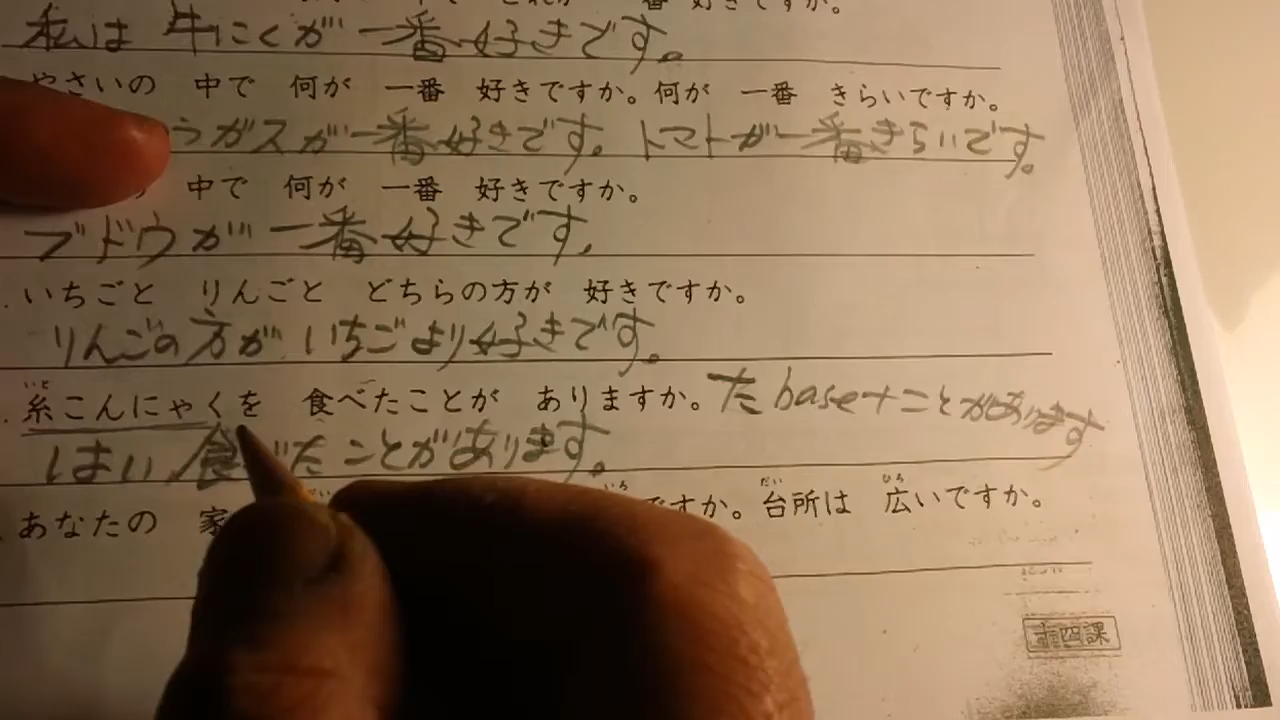 好きですか。
私は 牛にくが 一番 好きです。
やさいの 中で 何が 一番 好きですか。何が 一番 きらいですか。
ラガスが 一番 好きです。トマトが 一番 きらいです。
中で 何が 一番 好きですか。
ブドウが 一番 好きです。
いちごと りんごと どちらの方が 好きですか。
りんごの方が いちごより好きです。
いと
糸こんにゃくを 食べたことが ありますか。たbase+ことがあります
はい 食べたことがあります。
だい ひろ
あなたの 家 ですか。台所は 広いですか。
第四課